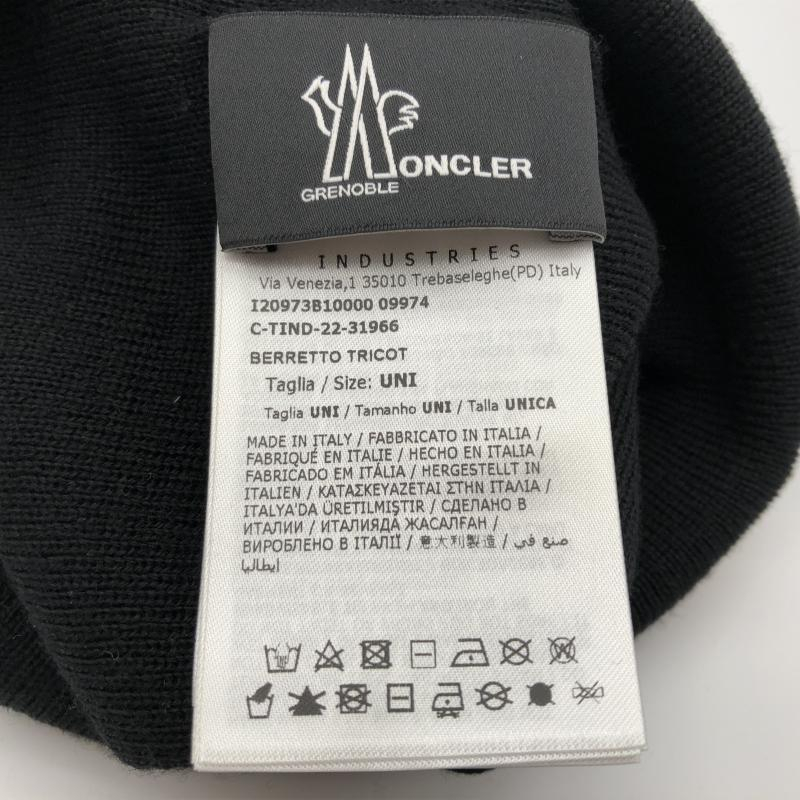 MONCLER
GRENOBLE
INDUSTRIES
Via Venezia,1 35010 Trebaseleghe(PD) Italy
I20973B10000 09974
C-TIND-22-31966
BERRETTO TRICOT
Taglia / Size: UNI
Taglia UNI / Tamanho UNI / Talla UNICA
MADE IN ITALY / FABBRICATO IN ITALIA /
FABRIQUÉ EN ITALIE / HECHO EN ITALIA /
FABRICADO EM ITÁLIA / HERGESTELLT IN
ITALIEN / ΚΑΤΑΣΚΕΥΑΖΕΤΑΙ ΣΤΗΝ ΙΤΑΛΙΑ /
ITALYA'DA ÜRETILMIŞTIR / СДЕЛАНО В
ИТАЛИИ / ИТАЛИЯДА ЖАСАЛҒАН /
ВИРОБЛЕНО В ІТАЛІЇ / 意大利製造 / صنع في
إيطاليا